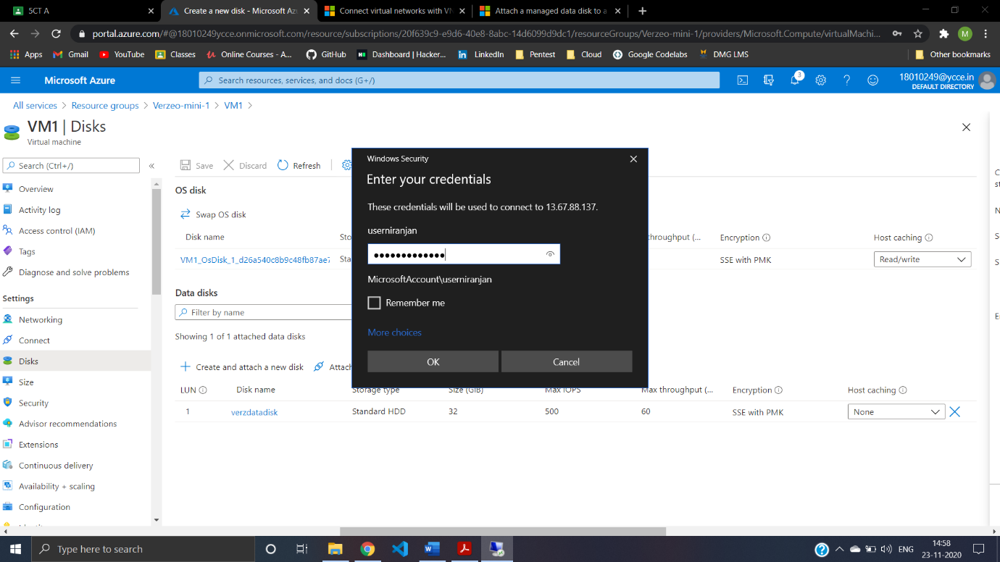 5CT A
Create a new disk - Microsoft Az
Connect virtual networks with VN
Attach a managed data disk to a
portal.azure.com/#@18010249ycce.onmicrosoft.com/resource/subscriptions/20f639c9-e9d6-40e8-8abc-14d6099d9dc1/resourceGroups/Verzeo-mini-1/providers/Microsoft.Compute/virtualMachi...
M
Apps Gmail YouTube Classes Online Courses - A... GitHub Dashboard | Hacker... LinkedIn Pentest Cloud Google Codelabs DMG LMS Other bookmarks
Microsoft Azure
Search resources, services, and docs (G+/)
3
18010249@ycce.in
DEFAULT DIRECTORY
All services > Resource groups > Verzeo-mini-1 > VM1 >
VM1 | Disks
Virtual machine
Search (Ctrl+/)
«
Overview
Activity log
Access control (IAM)
Tags
Diagnose and solve problems
Settings
Networking
Connect
Disks
Size
Security
Advisor recommendations
Extensions
Continuous delivery
Availability + scaling
Configuration
Save Discard Refresh
OS disk
Swap OS disk
Disk name Sto throughput (... Encryption Host caching
VM1_OsDisk_1_d26a540c8b9c48fb87ae7 Sta SSE with PMK Read/write
Data disks
Filter by name
Showing 1 of 1 attached data disks
Create and attach a new disk Attach
LUN Disk name Storage type Size (GiB) Max IOPS Max throughput (... Encryption Host caching
1 verzdatadisk Standard HDD 32 500 60 SSE with PMK None
Windows Security
Enter your credentials
These credentials will be used to connect to 13.67.88.137.
userniranjan
●●●●●●●●●●●●●
MicrosoftAccount\userniranjan
Remember me
More choices
OK Cancel
Type here to search
ENG
14:58
23-11-2020